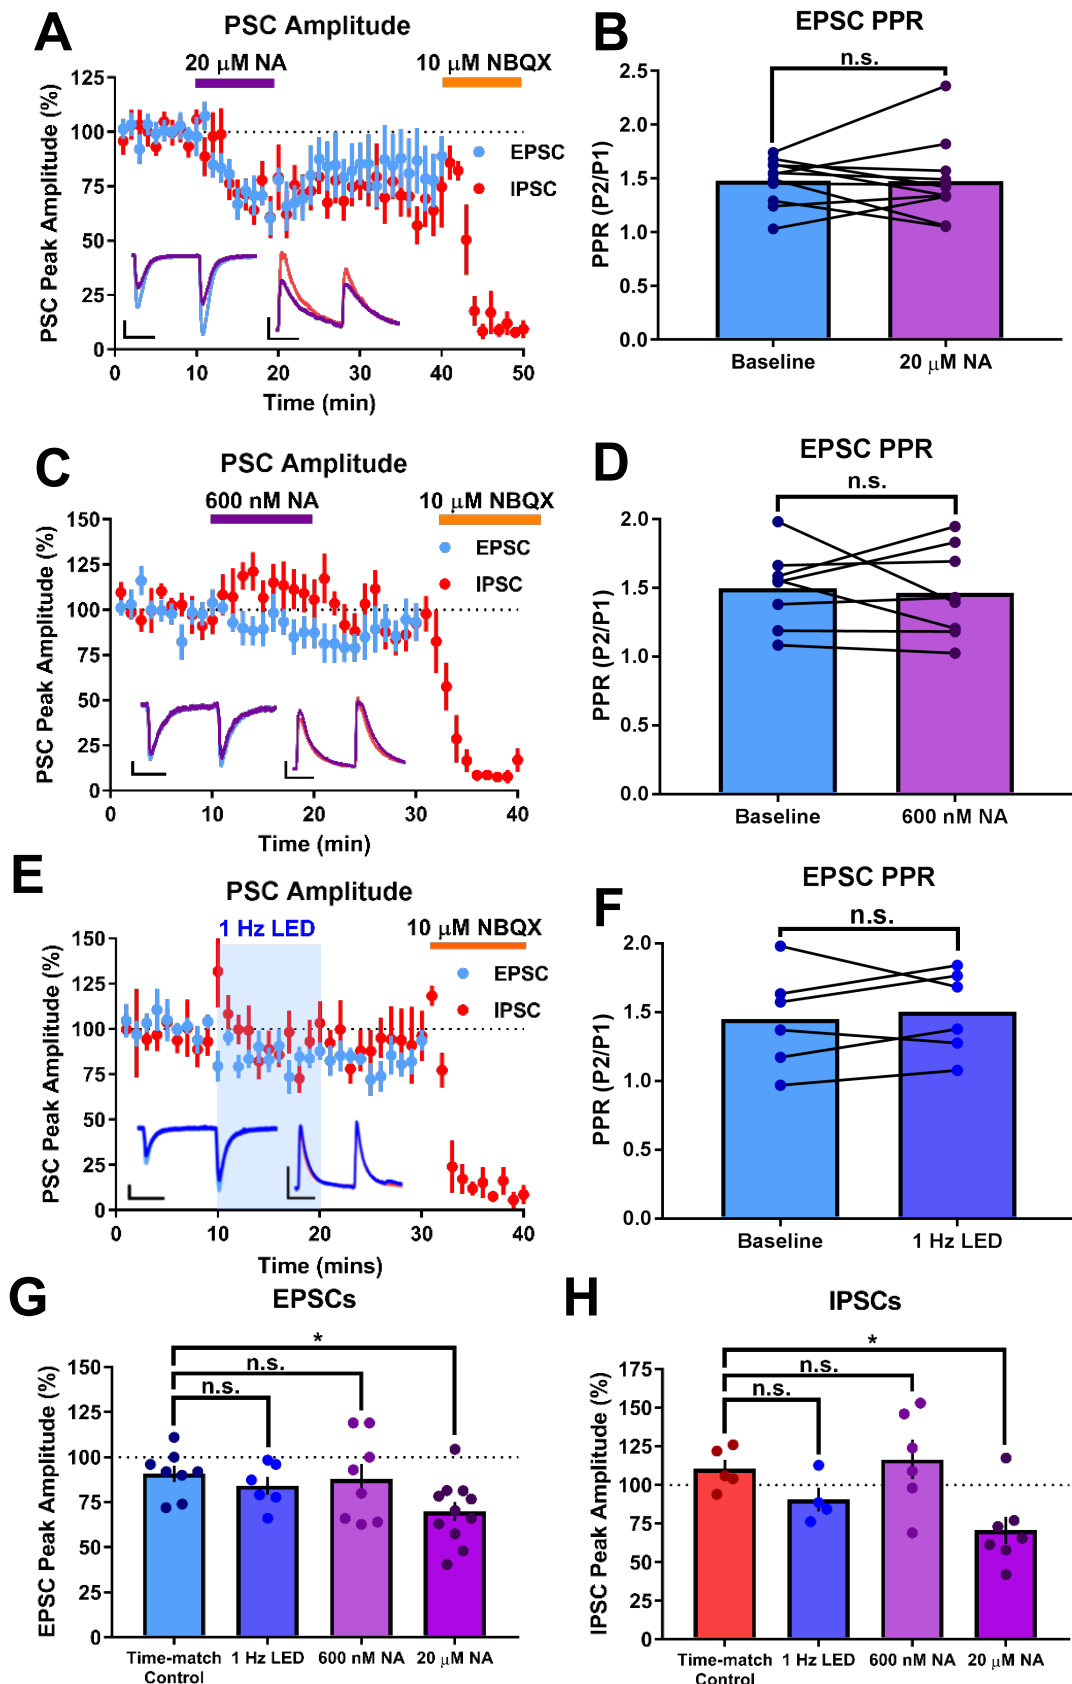 A
PSC Amplitude
20 μM NA
10 μM NBQX
PSC Peak Amplitude (%)
125
100
75
50
25
0
EPSC
IPSC
0 10 20 30 40 50
Time (min)
B
EPSC PPR
n.s.
PPR (P2/P1)
2.5
2.0
1.5
1.0
0.5
0.0
Baseline 20 μM NA
C
PSC Amplitude
600 nM NA
10 μM NBQX
PSC Peak Amplitude (%)
150
125
100
75
50
25
0
EPSC
IPSC
0 10 20 30 40
Time (min)
D
EPSC PPR
n.s.
PPR (P2/P1)
2.0
1.5
1.0
0.5
0.0
Baseline 600 nM NA
E
PSC Amplitude
1 Hz LED
10 μM NBQX
PSC Peak Amplitude (%)
150
125
100
75
50
25
0
EPSC
IPSC
0 10 20 30 40
Time (mins)
F
EPSC PPR
n.s.
PPR (P2/P1)
2.0
1.5
1.0
0.5
0.0
Baseline 1 Hz LED
G
EPSCs
*
n.s.
n.s.
EPSC Peak Amplitude (%)
150
125
100
75
50
25
0
Time-match
Control
1 Hz LED 600 nM NA 20 μM NA
H
IPSCs
*
n.s.
n.s.
IPSC Peak Amplitude (%)
175
150
125
100
75
50
25
0
Time-match
Control
1 Hz LED 600 nM NA 20 μM NA